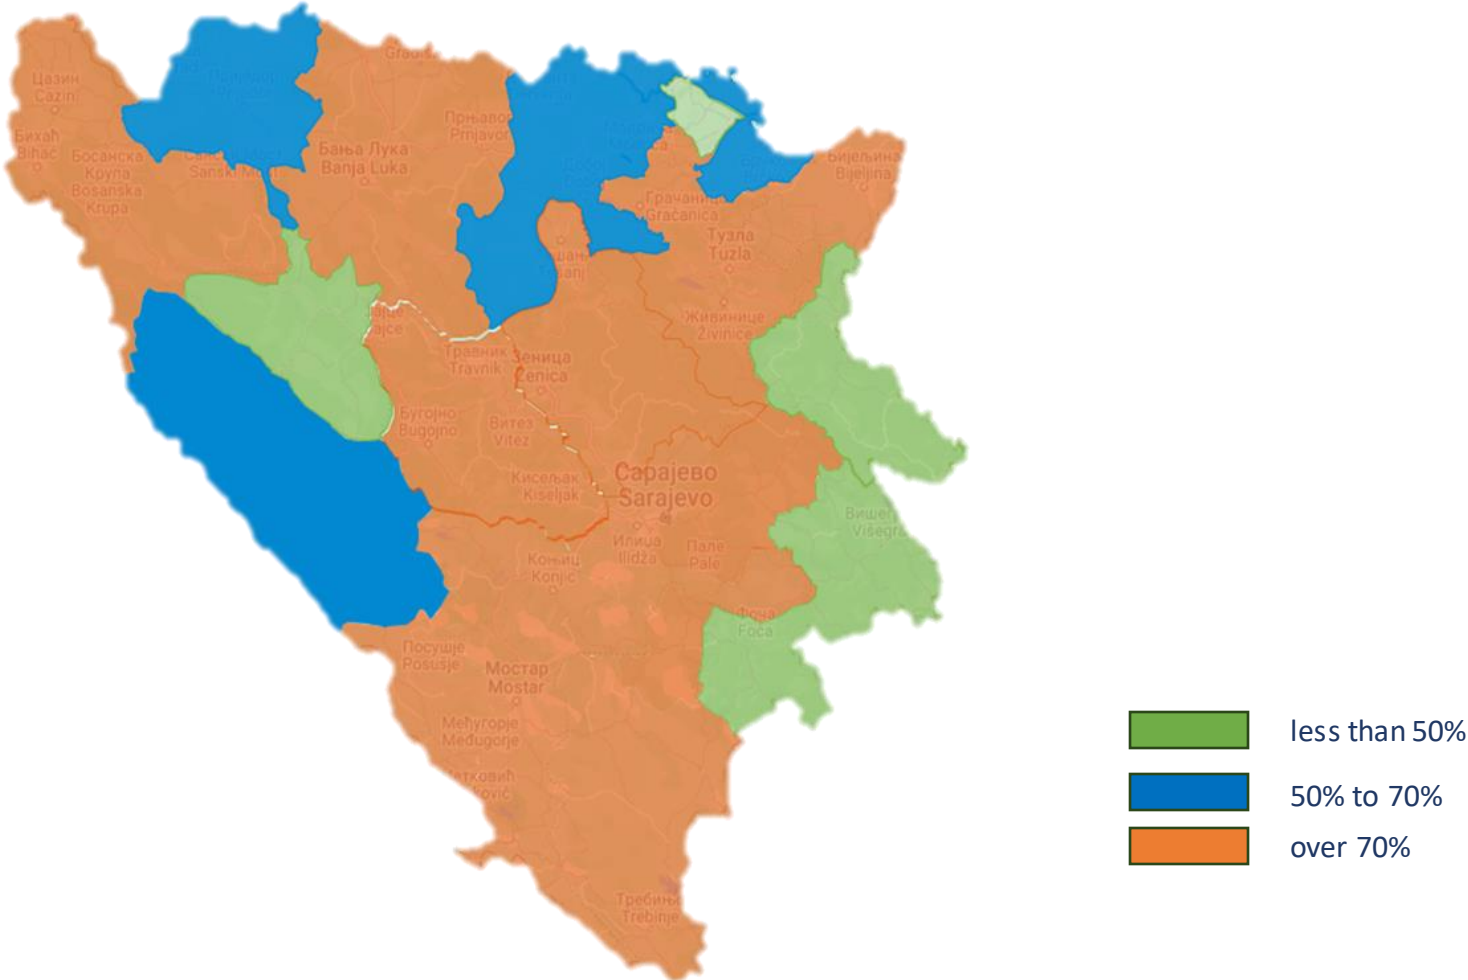 Цазин
Cazin
Бихаћ
Bihać
Босанска
Крупа
Bosanska
Krupa
Sanski Most
Бања Лука
Banja Luka
Прњавор
Prnjavor
Бијељина
Bijeljina
Грачаница
Gračanica
Тузла
Tuzla
Живинице
Živinice
Травник
Travnik
Зеница
Zenica
Бугојно
Bugojno
Витез
Vitez
Кисељак
Kiseljak
Сарајево
Sarajevo
Илиџа
Ilidža
Пале
Pale
Коњиц
Konjic
Фоча
Foča
Посушје
Posušje
Мостар
Mostar
Међугорје
Međugorje
Требиње
Trebinje
less than 50%
50% to 70%
over 70%